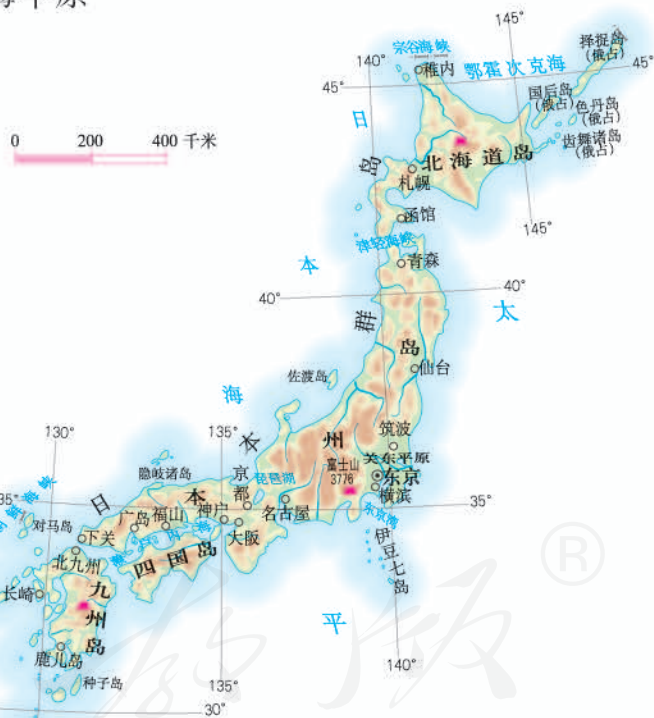 145°
140°
宗谷海峡
稚内
鄂霍次克海
择捉岛
(俄占)
45°
45°
国后岛
(俄占)
色丹岛
(俄占)
齿舞诸岛
(俄占)
0 200 400 千米
日
岛
北海道岛
札幌
函馆
145°
津轻海峡
青森
本
40°
40°
太
群
岛
仙台
佐渡岛
海
130°
135°
本
州
筑波
关东平原
富士山
3776
东京
横滨
隐岐诸岛
京
都
琵琶湖
35°
35°
日
本
对马岛
广岛
福山
神户
名古屋
东京湾
下关
大阪
伊豆七岛
北九州
四国岛
长崎
九州岛
平
鹿儿岛
种子岛
140°
135°
30°
®